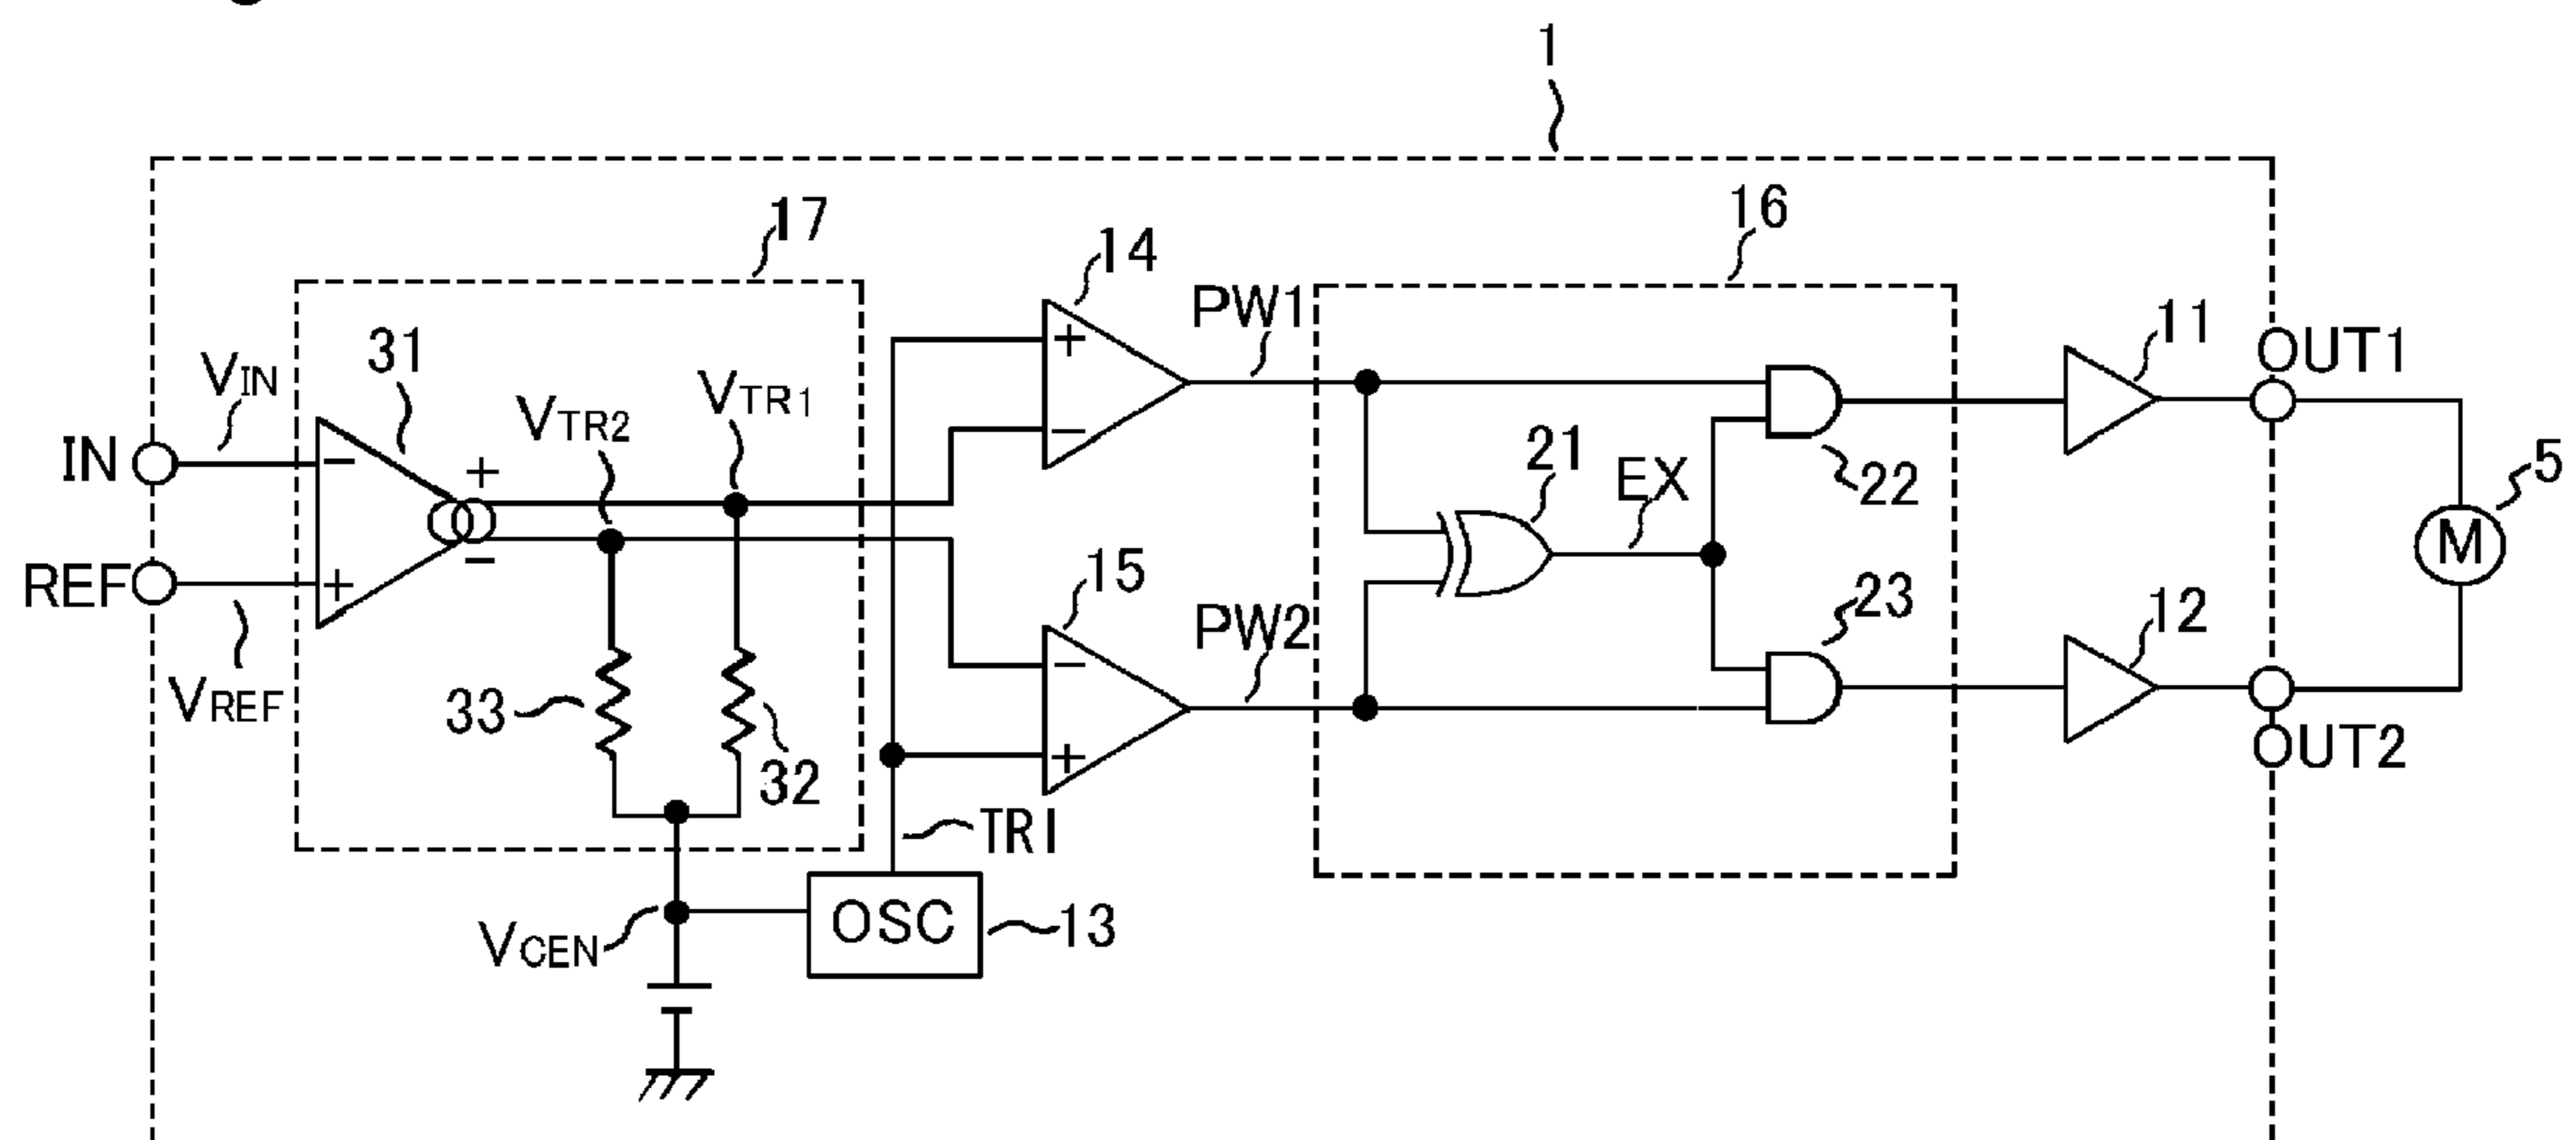 1
17
16
14
PW1
11
OUT1
31
VIN
VTR1
VTR2
IN
−
+
+
−
21
EX
22
5
M
REF
+
−
15
PW2
−
+
23
12
VREF
33
32
OUT2
TRI
VCEN
OSC
13